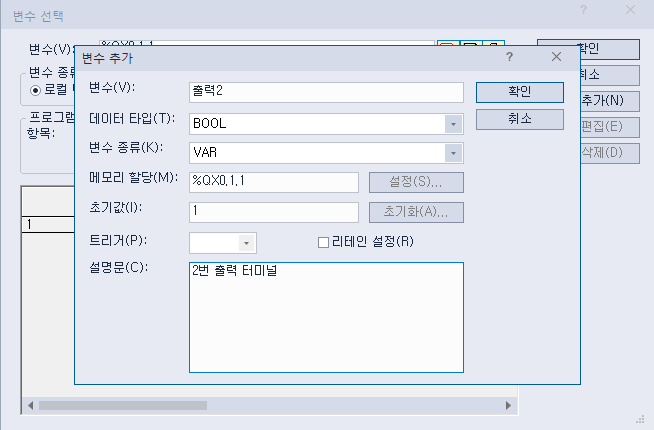 변수 선택
?
변수(V):
%QX0.1.1
확인
변수 종류
로컬
취소
추가(N)
프로그램
항목:
편집(E)
삭제(D)
1
변수 추가
?
변수(V):
출력2
확인
데이터 타입(T):
BOOL
취소
변수 종류(K):
VAR
메모리 할당(M):
%QX0.1.1
설정(S)...
초기값(I):
1
초기화(A)...
트리거(P):
리테인 설정(R)
설명문(C):
2번 출력 터미널